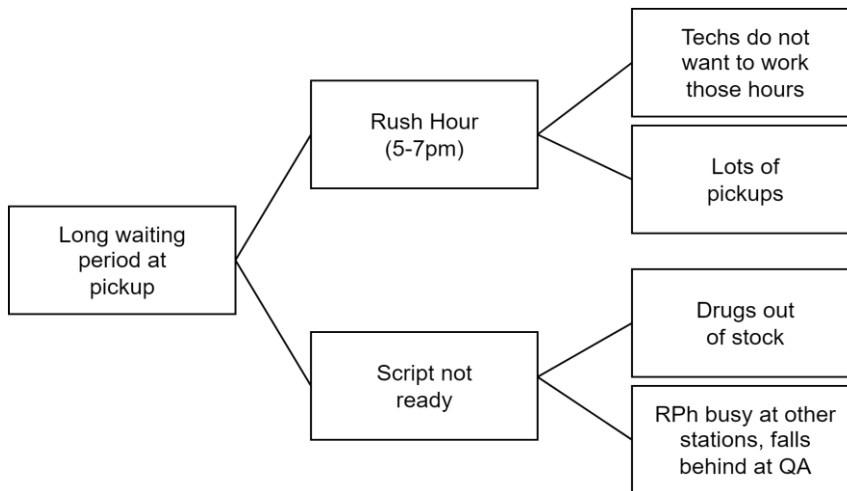 Long waiting
period at
pickup
Rush Hour
(5-7pm)
Script not
ready
Techs do not
want to work
those hours
Lots of
pickups
Drugs out
of stock
RPh busy at other
stations, falls
behind at QA